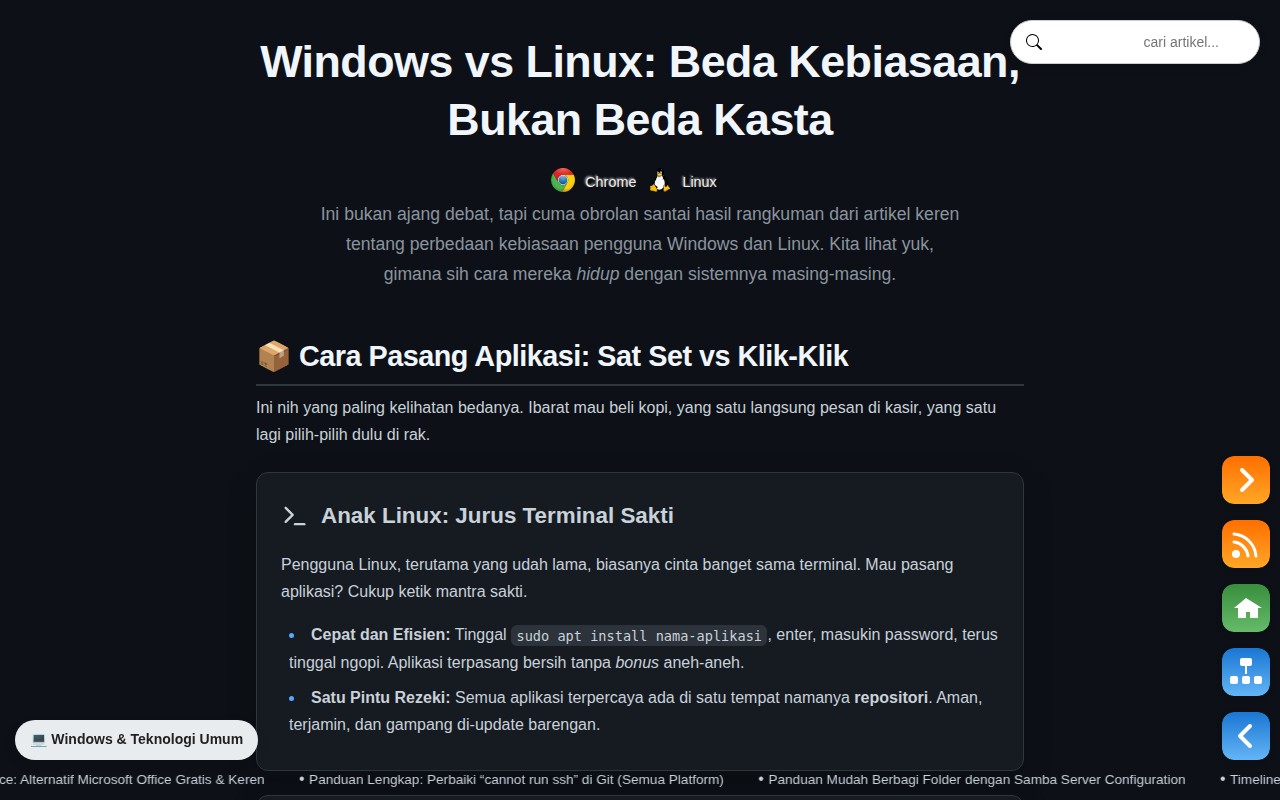 Windows vs Linux: Beda Kebiasaan,
Bukan Beda Kasta
cari artikel...
Chrome Linux
Ini bukan ajang debat, tapi cuma obrolan santai hasil rangkuman dari artikel keren
tentang perbedaan kebiasaan pengguna Windows dan Linux. Kita lihat yuk,
gimana sih cara mereka hidup dengan sistemnya masing-masing.
📦 Cara Pasang Aplikasi: Sat Set vs Klik-Klik
Ini nih yang paling kelihatan bedanya. Ibarat mau beli kopi, yang satu langsung pesan di kasir, yang satu
lagi pilih-pilih dulu di rak.
Anak Linux: Jurus Terminal Sakti
Pengguna Linux, terutama yang udah lama, biasanya cinta banget sama terminal. Mau pasang
aplikasi? Cukup ketik mantra sakti.
• Cepat dan Efisien: Tinggal sudo apt install nama-aplikasi, enter, masukin password, terus
tinggal ngopi. Aplikasi terpasang bersih tanpa bonus aneh-aneh.
• Satu Pintu Rezeki: Semua aplikasi terpercaya ada di satu tempat namanya repositori. Aman,
terjamin, dan gampang di-update barengan.
💻 Windows & Teknologi Umum
ce: Alternatif Microsoft Office Gratis & Keren • Panduan Lengkap: Perbaiki “cannot run ssh” di Git (Semua Platform) • Panduan Mudah Berbagi Folder dengan Samba Server Configuration • Timeline